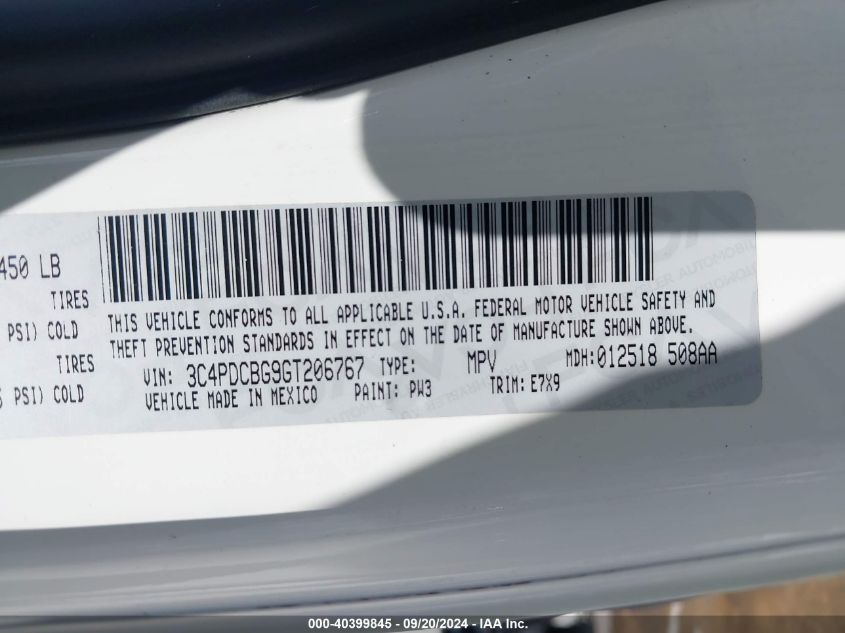 450 LB
TIRES
PSI) COLD
TIRES
PSI) COLD
THIS VEHICLE CONFORMS TO ALL APPLICABLE U.S.A. FEDERAL MOTOR VEHICLE SAFETY AND
THEFT PREVENTION STANDARDS IN EFFECT ON THE DATE OF MANUFACTURE SHOWN ABOVE.
VIN: 3C4PDCBG9GT206767 TYPE: MPV MDH:012518 508AA
VEHICLE MADE IN MEXICO PAINT: PW3 TRIM: E7X9
000-40399845 - 09/20/2024 - IAA Inc.